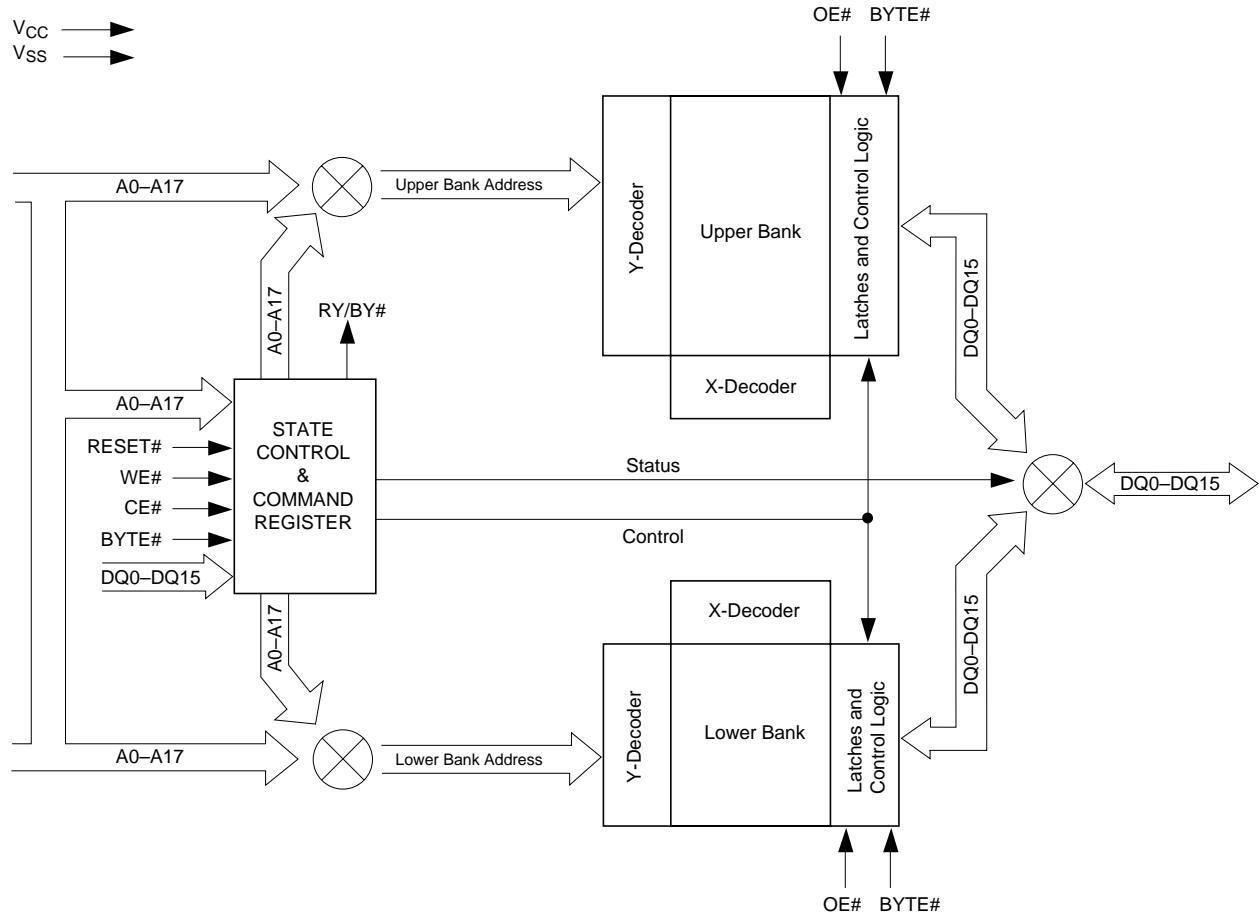 VCC
VSS
OE# BYTE#
A0–A17
Upper Bank Address
Y-Decoder
Upper Bank
Latches and Control Logic
DQ0–DQ15
X-Decoder
A0–A17
RY/BY#
A0–A17
RESET#
WE#
CE#
BYTE#
DQ0–DQ15
STATE
CONTROL
&
COMMAND
REGISTER
Status
Control
DQ0–DQ15
A0–A17
X-Decoder
Y-Decoder
Lower Bank
Latches and
Control Logic
DQ0–DQ15
A0–A17
Lower Bank Address
OE# BYTE#